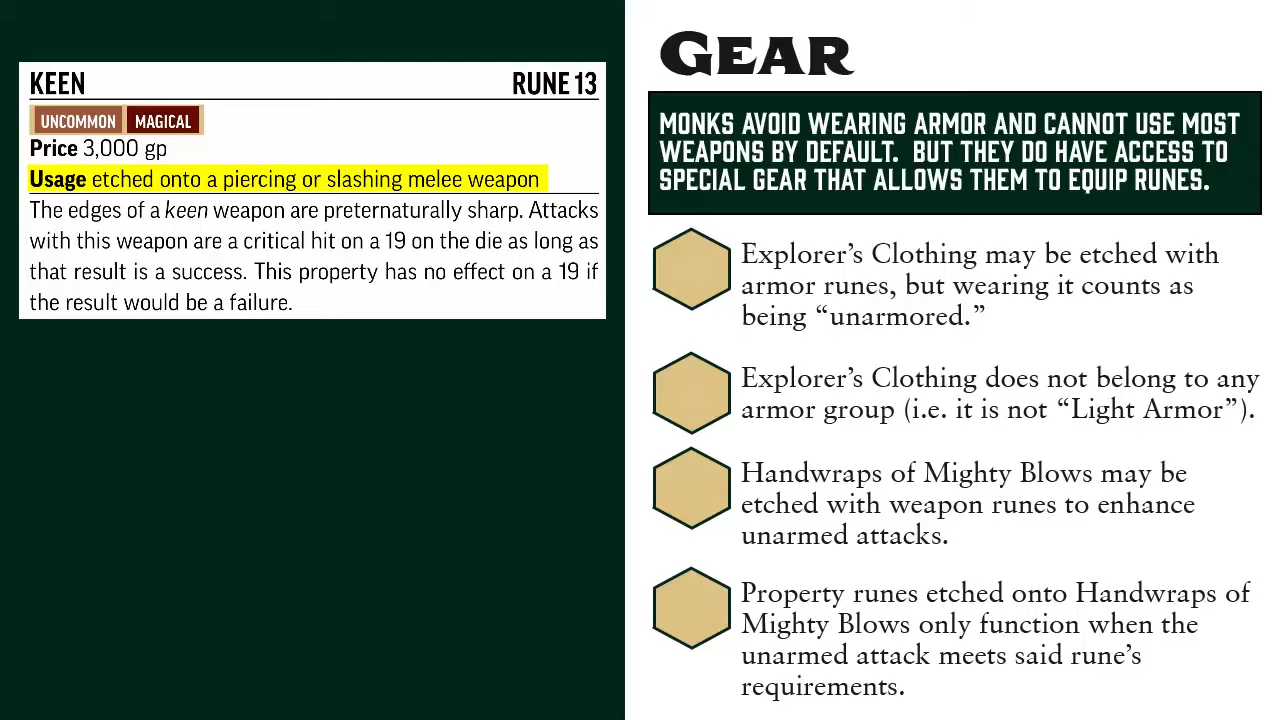 KEEN RUNE 13
UNCOMMON MAGICAL
Price 3,000 gp
Usage etched onto a piercing or slashing melee weapon
The edges of a keen weapon are preternaturally sharp. Attacks
with this weapon are a critical hit on a 19 on the die as long as
that result is a success. This property has no effect on a 19 if
the result would be a failure.
GEAR
MONKS AVOID WEARING ARMOR AND CANNOT USE MOST
WEAPONS BY DEFAULT. BUT THEY DO HAVE ACCESS TO
SPECIAL GEAR THAT ALLOWS THEM TO EQUIP RUNES.
Explorer's Clothing may be etched with
armor runes, but wearing it counts as
being “unarmored.”
Explorer's Clothing does not belong to any
armor group (i.e. it is not “Light Armor”).
Handwraps of Mighty Blows may be
etched with weapon runes to enhance
unarmed attacks.
Property runes etched onto Handwraps of
Mighty Blows only function when the
unarmed attack meets said rune's
requirements.